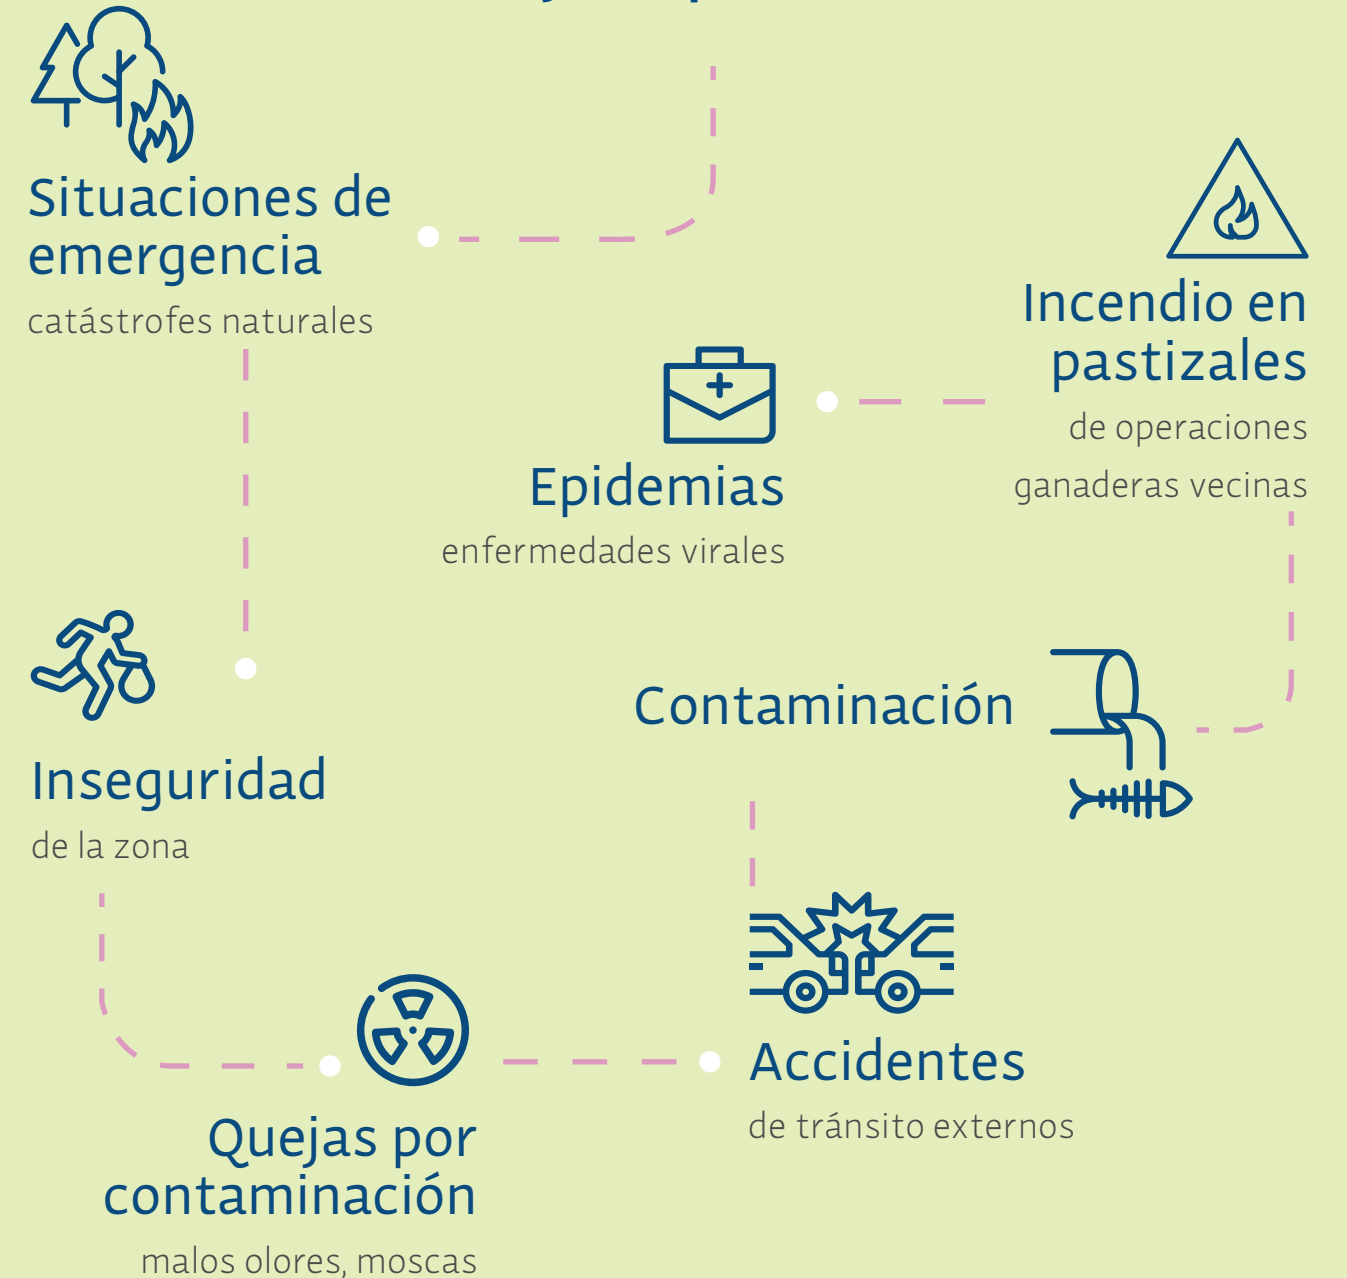 Situaciones de
emergencia
catástrofes naturales
Incendio en
pastizales
de operaciones
ganaderas vecinas
Epidemias
enfermedades virales
Contaminación
Inseguridad
de la zona
Accidentes
de tránsito externos
Quejas por
contaminación
malos olores, moscas